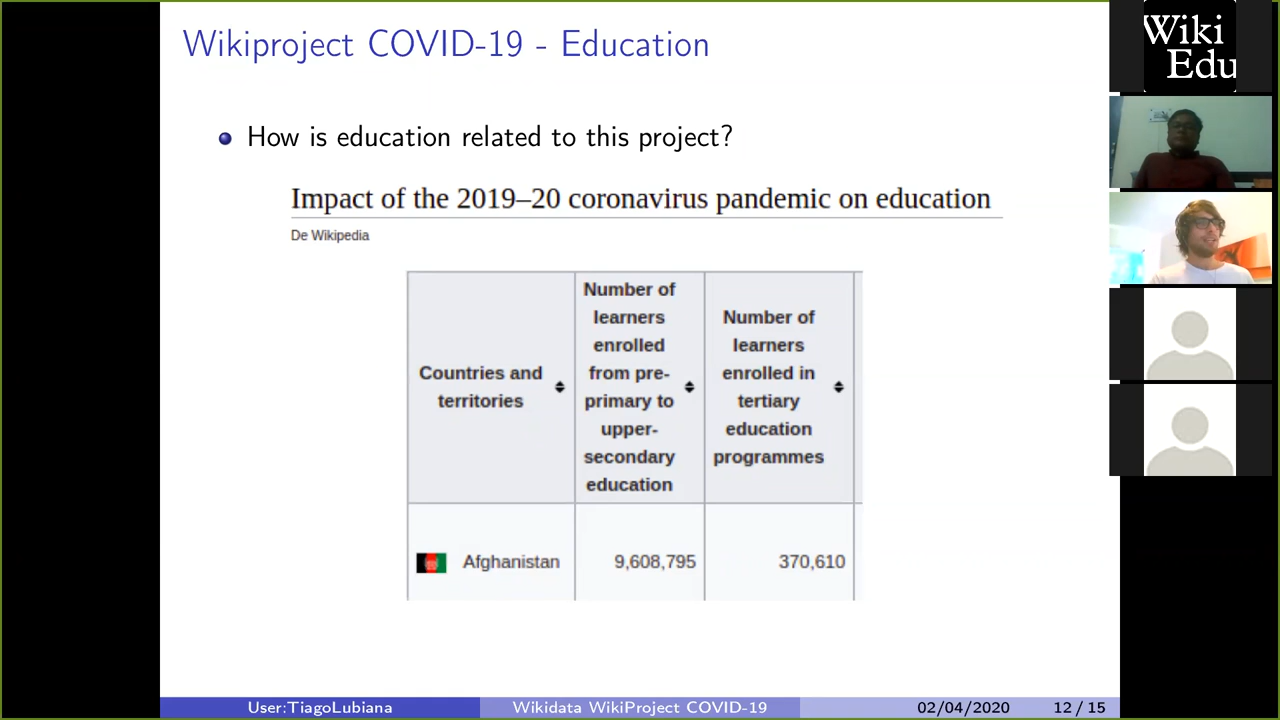 Wikiproject COVID-19 - Education
How is education related to this project?
Impact of the 2019–20 coronavirus pandemic on education
De Wikipedia
Countries and
territories
Number of
learners
enrolled
from pre-
primary to
upper-
secondary
education
Number of
learners
enrolled in
tertiary
education
programmes
Afghanistan 9,608,795 370,610
User:TiagoLubiana Wikidata WikiProject COVID-19 02/04/2020 12 / 15
Wiki
Edu